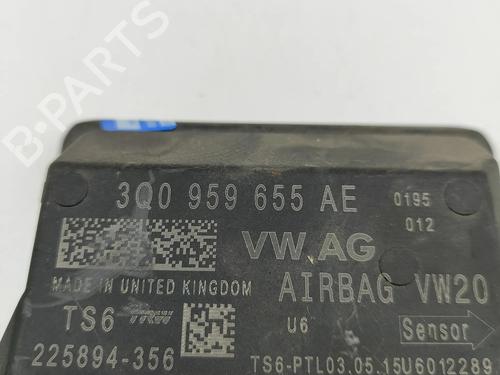 B-PARTS
3Q0 959 655 AE 0195
012
VW AG
MADE IN UNITED KINGDOM AIRBAG VW20
TS6 TRW U6 Sensor
225894-356 TS6-PTL03.05.15U6012289